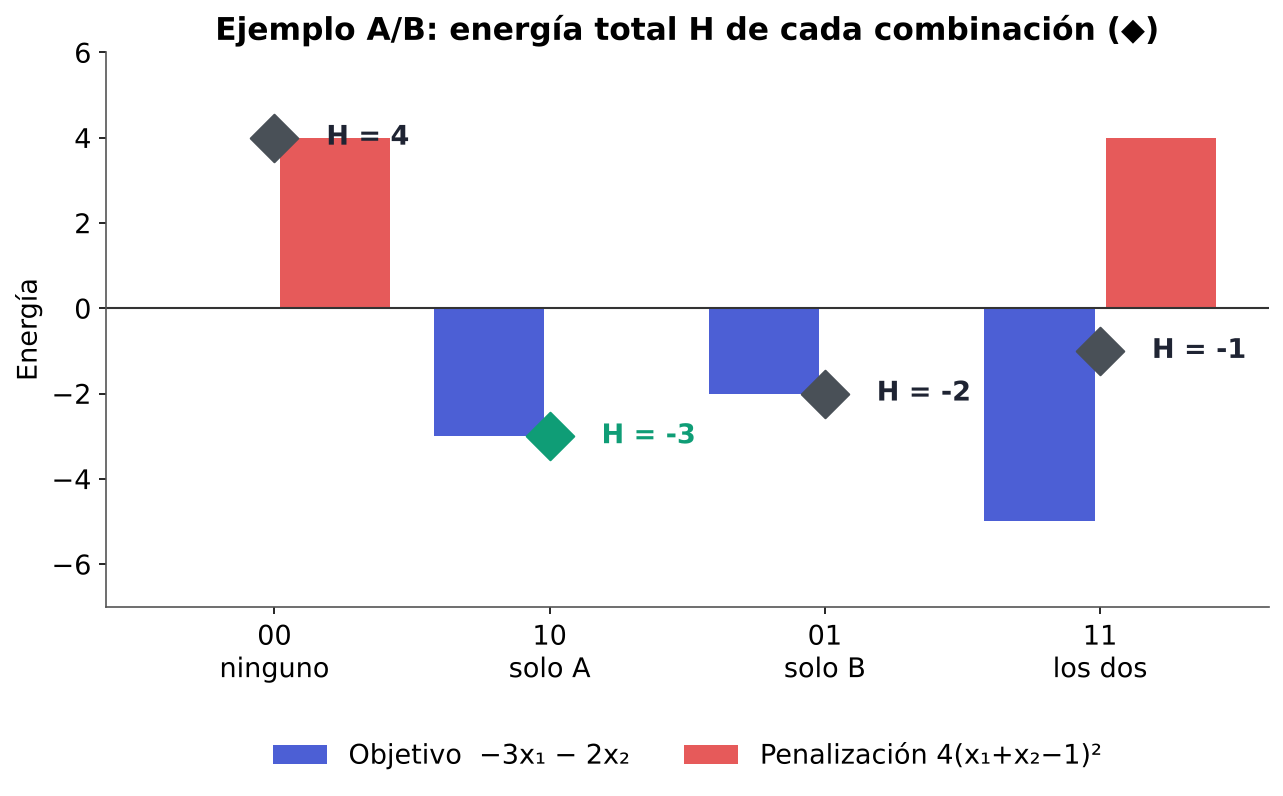 Ejemplo A/B: energía total H de cada combinación (◆)
Energía
6
4
2
0
−2
−4
−6
H = 4
H = -3
H = -2
H = -1
00
ninguno
10
solo A
01
solo B
11
los dos
Objetivo −3x₁ − 2x₂
Penalización 4(x₁+x₂−1)²